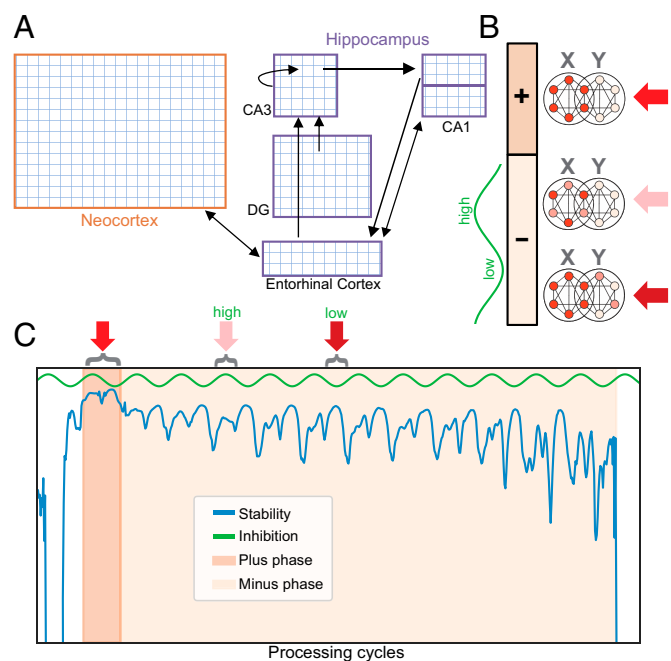 A
Hippocampus
B
CA3
CA1
DG
Neocortex
Entorhinal Cortex
X Y
+
X Y
high
−
low
X Y
C
high
low
Stability
Inhibition
Plus phase
Minus phase
Processing cycles